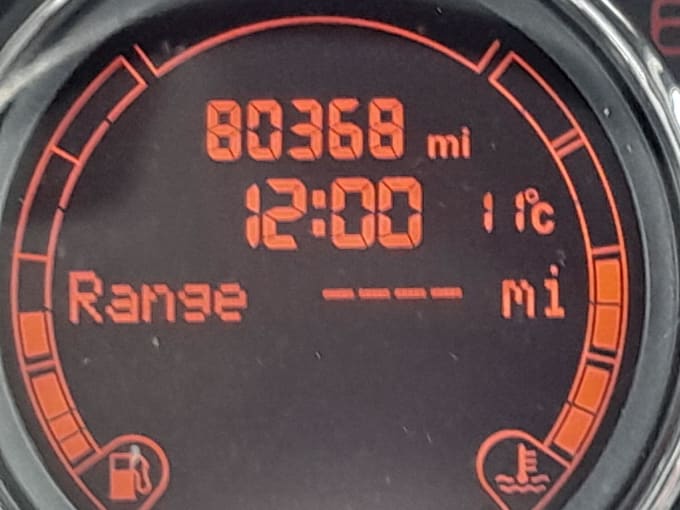 80368 mi
12:00 11°C
Range ---- mi